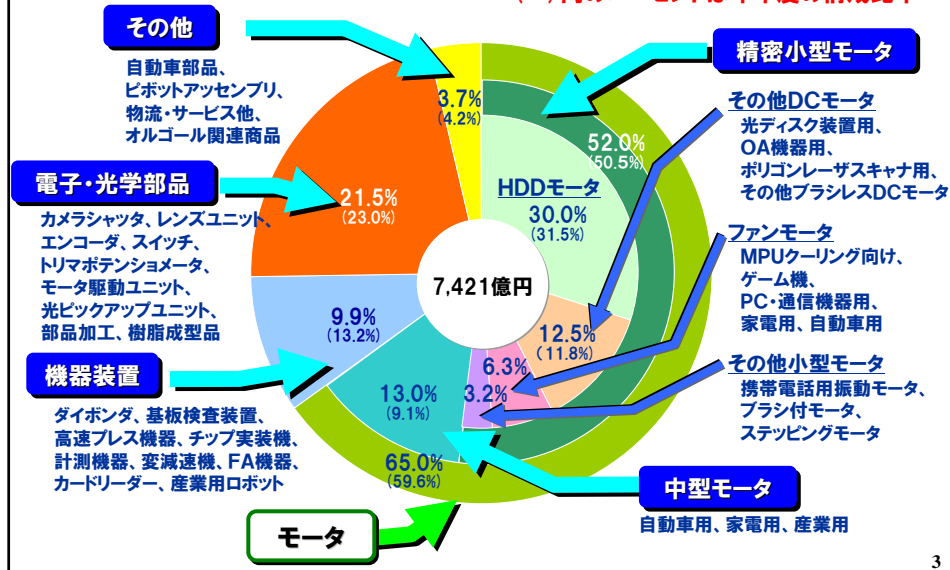 その他
自動車部品、
ピボットアッセンブリ、
物流・サービス他、
オルゴール関連商品
3.7%
(4.2%)
精密小型モータ
52.0%
(50.5%)
その他DCモータ
光ディスク装置用、
OA機器用、
ポリゴンレーザスキャナ用、
その他ブラシレスDCモータ
電子・光学部品
21.5%
(23.0%)
カメラシャッタ、レンズユニット、
エンコーダ、スイッチ、
トリマポテンショメータ、
モータ駆動ユニット、
光ピックアップユニット、
部品加工、樹脂成型品
HDDモータ
30.0%
(31.5%)
7,421億円
ファンモータ
MPUクーリング向け、
ゲーム機、
PC・通信機器用、
家電用、自動車用
9.9%
(13.2%)
12.5%
(11.8%)
6.3%
3.2%
13.0%
(9.1%)
その他小型モータ
携帯電話用振動モータ、
ブラシ付モータ、
ステッピングモータ
機器装置
ダイボンダ、基板検査装置、
高速プレス機器、チップ実装機、
計測機器、変減速機、FA機器、
カードリーダー、産業用ロボット
65.0%
(59.6%)
中型モータ
自動車用、家電用、産業用
モータ
3